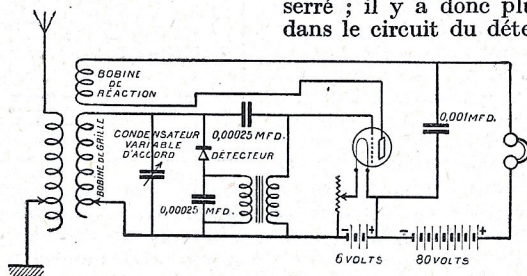 serré ; il y a donc plu
dans le circuit du déte
BOBINE
DE
RÉACTION
0,001 MFD.
CONDENSATEUR
VARIABLE
D'ACCORD
BOBINE DE GRILLE
0,00025 MFD.
DÉTECTEUR
0,00025 MFD.
- +
- +
6 VOLTS
80 VOLTS